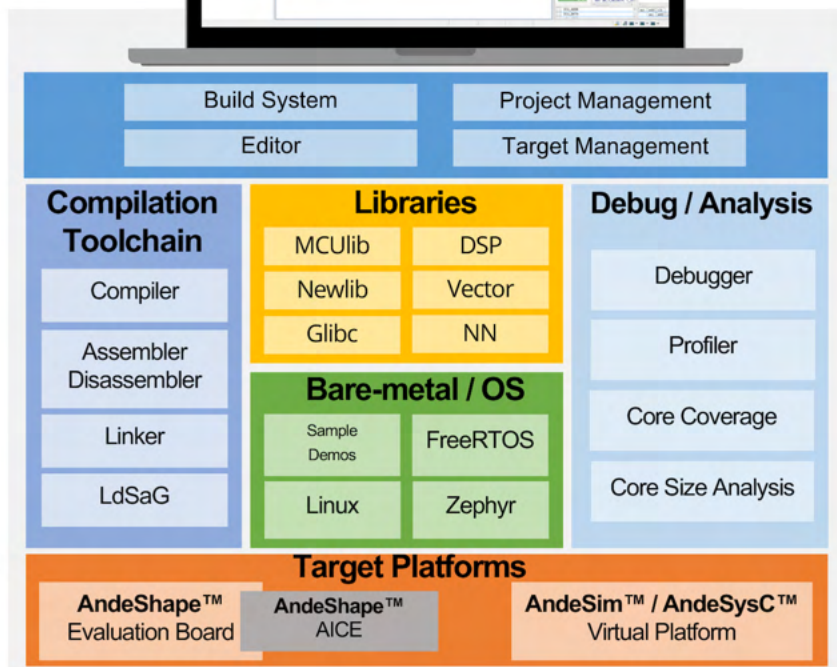 Build System
Project Management
Editor
Target Management
Compilation
Toolchain
Compiler
Assembler
Disassembler
Linker
LdSaG
Libraries
MCUlib
DSP
Newlib
Vector
Glibc
NN
Bare-metal / OS
Sample
Demos
FreeRTOS
Linux
Zephyr
Debug / Analysis
Debugger
Profiler
Core Coverage
Core Size Analysis
Target Platforms
AndeShape™
Evaluation Board
AndeShape™
AICE
AndeSim™ / AndeSysC™
Virtual Platform